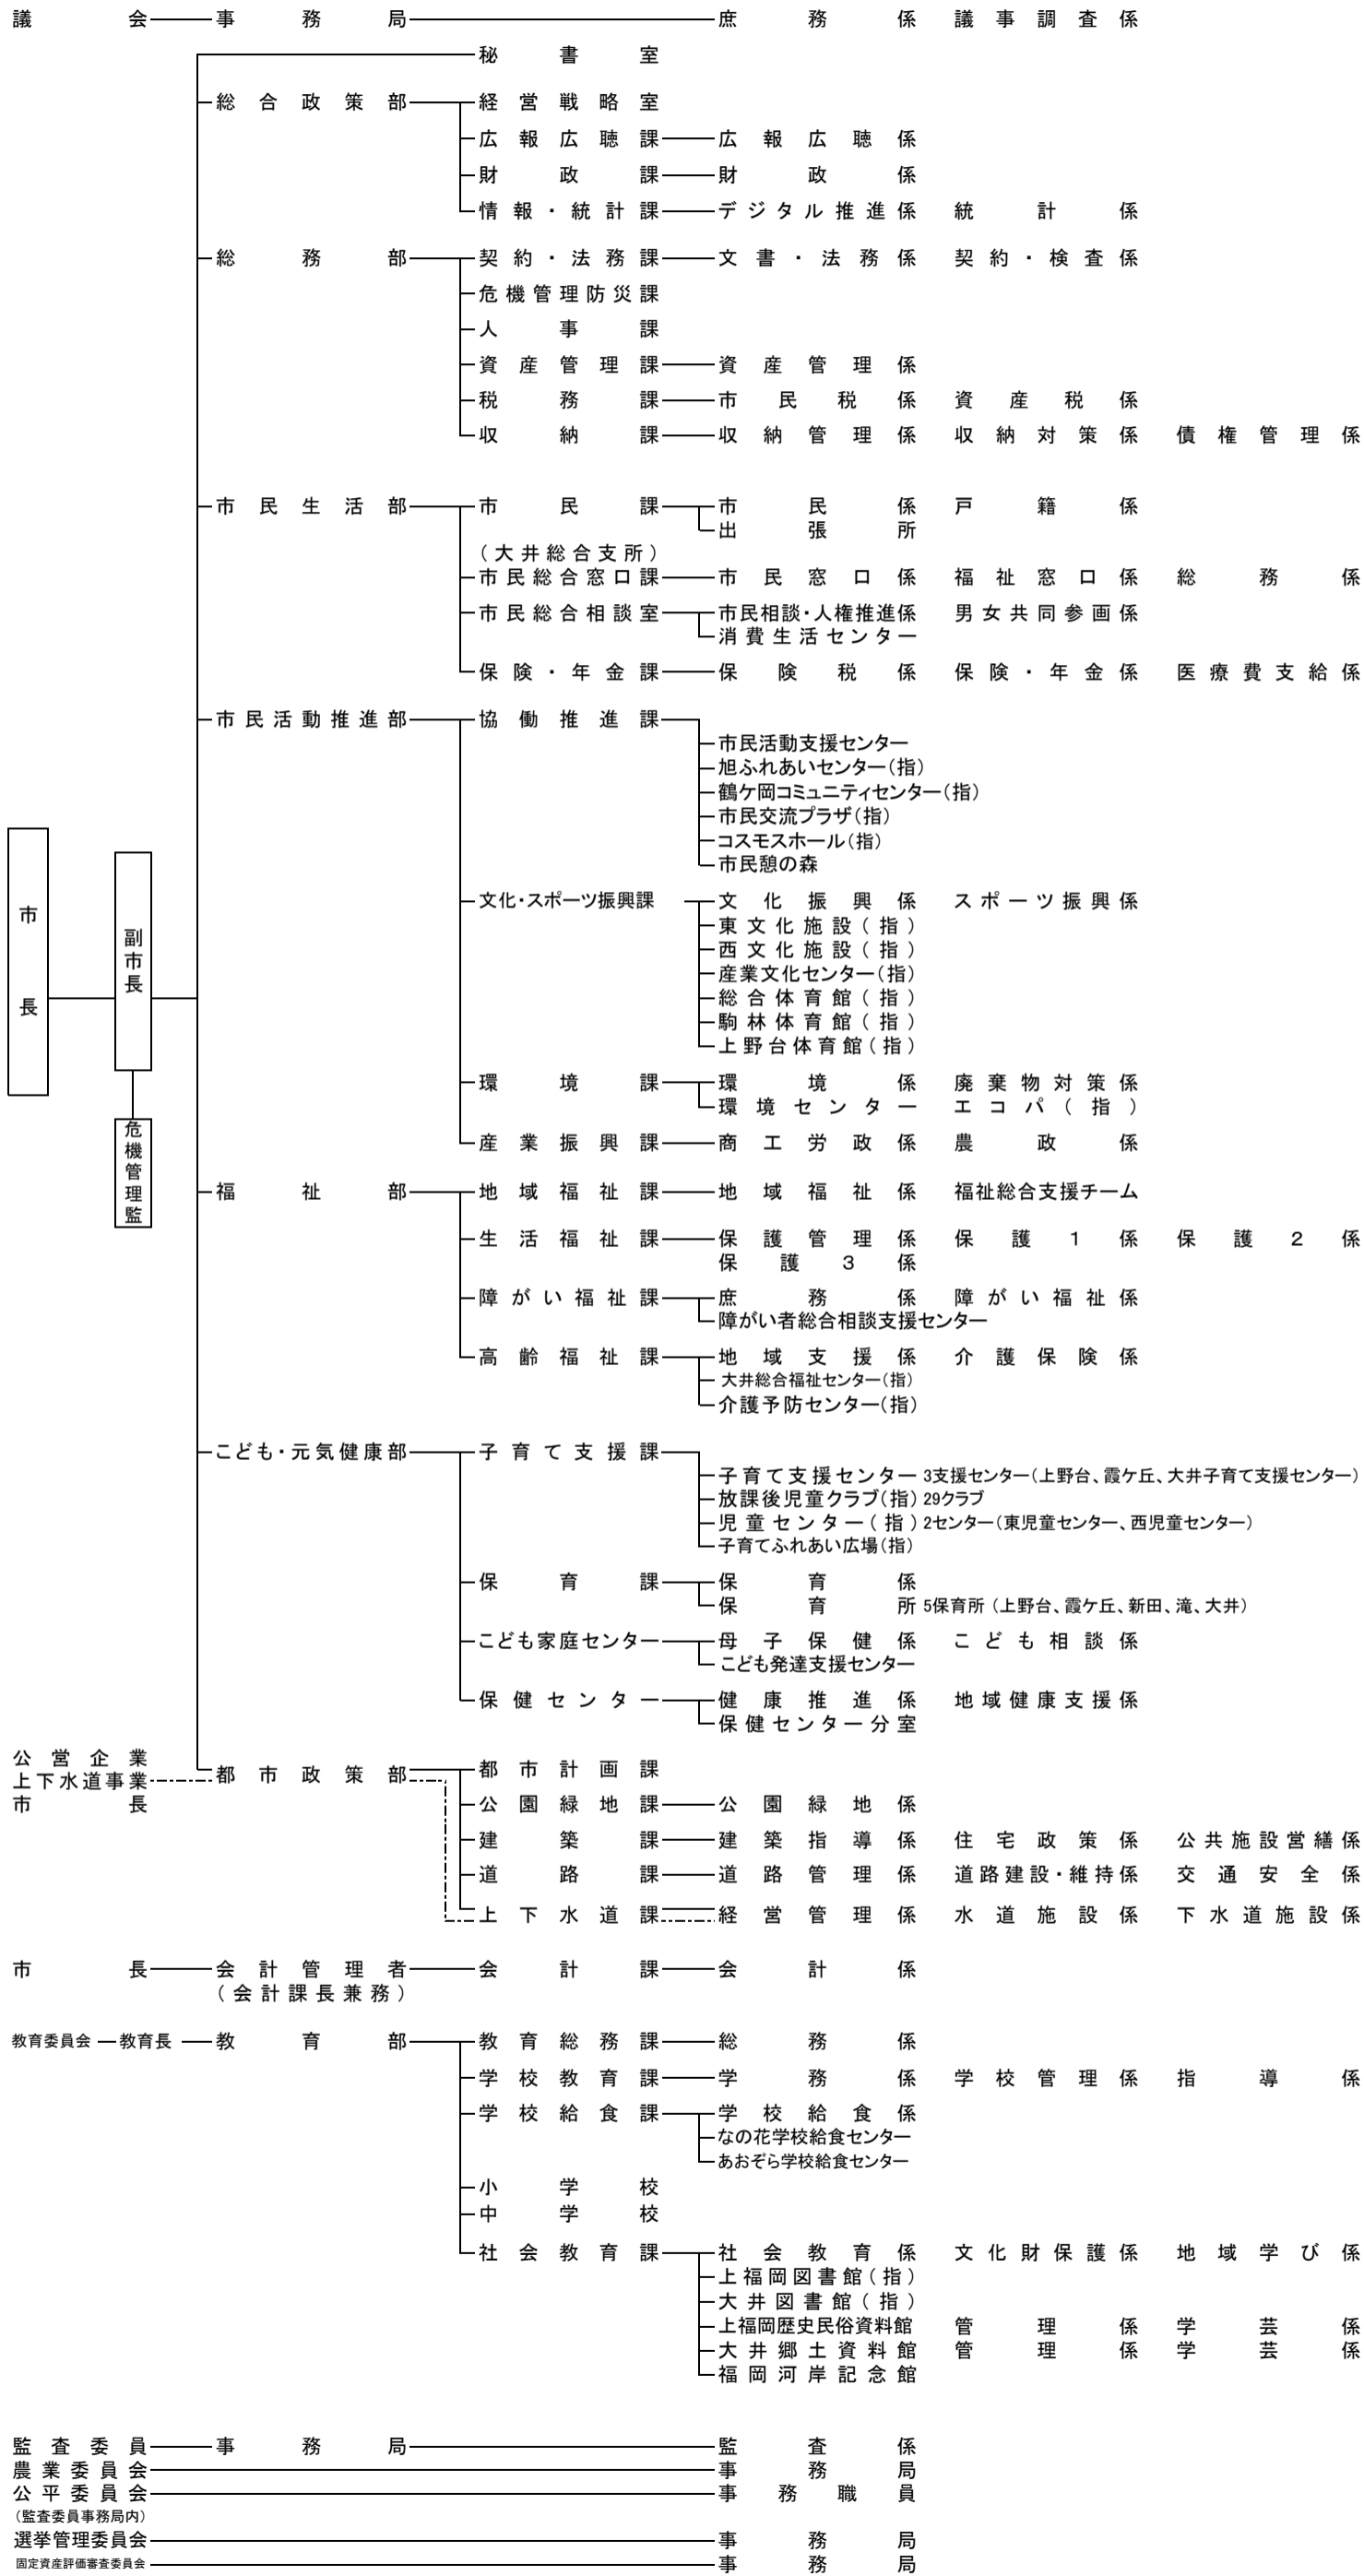 議会 事務局 庶務係 議事調査係
秘書室
総合政策部 経営戦略室
広報広聴課 広報広聴係
財政課 財政係
情報・統計課 デジタル推進係 統計係
総務部 契約・法務課 文書・法務係 契約・検査係
危機管理防災課
人事課
資産管理課 資産管理係
税務課 市民税係 資産税係
収納課 収納管理係 収納対策係 債権管理係
市民生活部 市民課 市民係 戸籍係
出張所
(大井総合支所)
市民総合窓口課 市民窓口係 福祉窓口係 総務係
市民総合相談室 市民相談・人権推進係 男女共同参画係
消費生活センター
保険・年金課 保険税係 保険・年金係 医療費支給係
市民活動推進部 協働推進課
市民活動支援センター
旭ふれあいセンター(指)
鶴ケ岡コミュニティセンター(指)
市民交流プラザ(指)
コスモスホール(指)
市民憩の森
市長
副市長
危機管理監
文化・スポーツ振興課 文化振興係 スポーツ振興係
東文化施設(指)
西文化施設(指)
産業文化センター(指)
総合体育館(指)
駒林体育館(指)
上野台体育館(指)
環境課 環境係 廃棄物対策係
環境センター エコパ(指)
産業振興課 商工労政係 農政係
福祉部 地域福祉課 地域福祉係 福祉総合支援チーム
生活福祉課 保護管理係 保護1係 保護2係
保護3係
障がい福祉課 庶務係 障がい福祉係
障がい者総合相談支援センター
高齢福祉課 地域支援係 介護保険係
大井総合福祉センター(指)
介護予防センター(指)
こども・元気健康部 子育て支援課
子育て支援センター 3支援センター(上野台、霞ケ丘、大井子育て支援センター)
放課後児童クラブ(指) 29クラブ
児童センター(指) 2センター(東児童センター、西児童センター)
子育てふれあい広場(指)
保育課 保育係
保育所 5保育所(上野台、霞ケ丘、新田、滝、大井)
こども家庭センター 母子保健係 こども相談係
こども発達支援センター
保健センター 健康推進係 地域健康支援係
保健センター分室
公営企業
上下水道事業
市長
都市政策部 都市計画課
公園緑地課 公園緑地係
建築課 建築指導係 住宅政策係 公共施設営繕係
道路課 道路管理係 道路建設・維持係 交通安全係
上下水道課 経営管理係 水道施設係 下水道施設係
市長 会計管理者 会計課 会計係
(会計課長兼務)
教育委員会 教育長 教育部 教育総務課 総務係
学校教育課 学務係 学校管理係 指導係
学校給食課 学校給食係
なの花学校給食センター
あおぞら学校給食センター
小学校
中学校
社会教育課 社会教育係 文化財保護係 地域学び係
上福岡図書館(指)
大井図書館(指)
上福岡歴史民俗資料館 管理係 学芸係
大井郷土資料館 管理係 学芸係
福岡河岸記念館
監査委員 事務局 監査係
農業委員会 事務局
公平委員会 事務職員
(監査委員事務局内)
選挙管理委員会 事務局
固定資産評価審査委員会 事務局